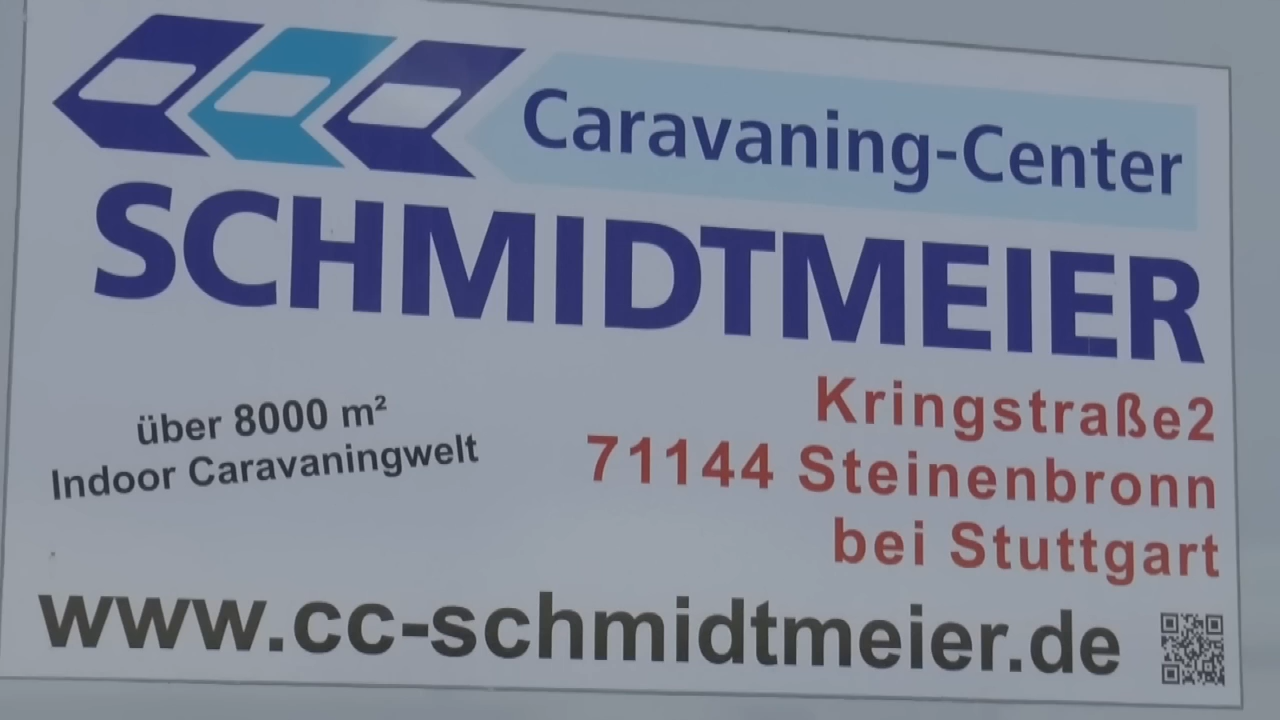 Caravaning-Center
SCHMIDTMEIER
über 8000 m²
Indoor Caravaningwelt
Kringstraße2
71144 Steinenbronn
bei Stuttgart
www.cc-schmidtmeier.de